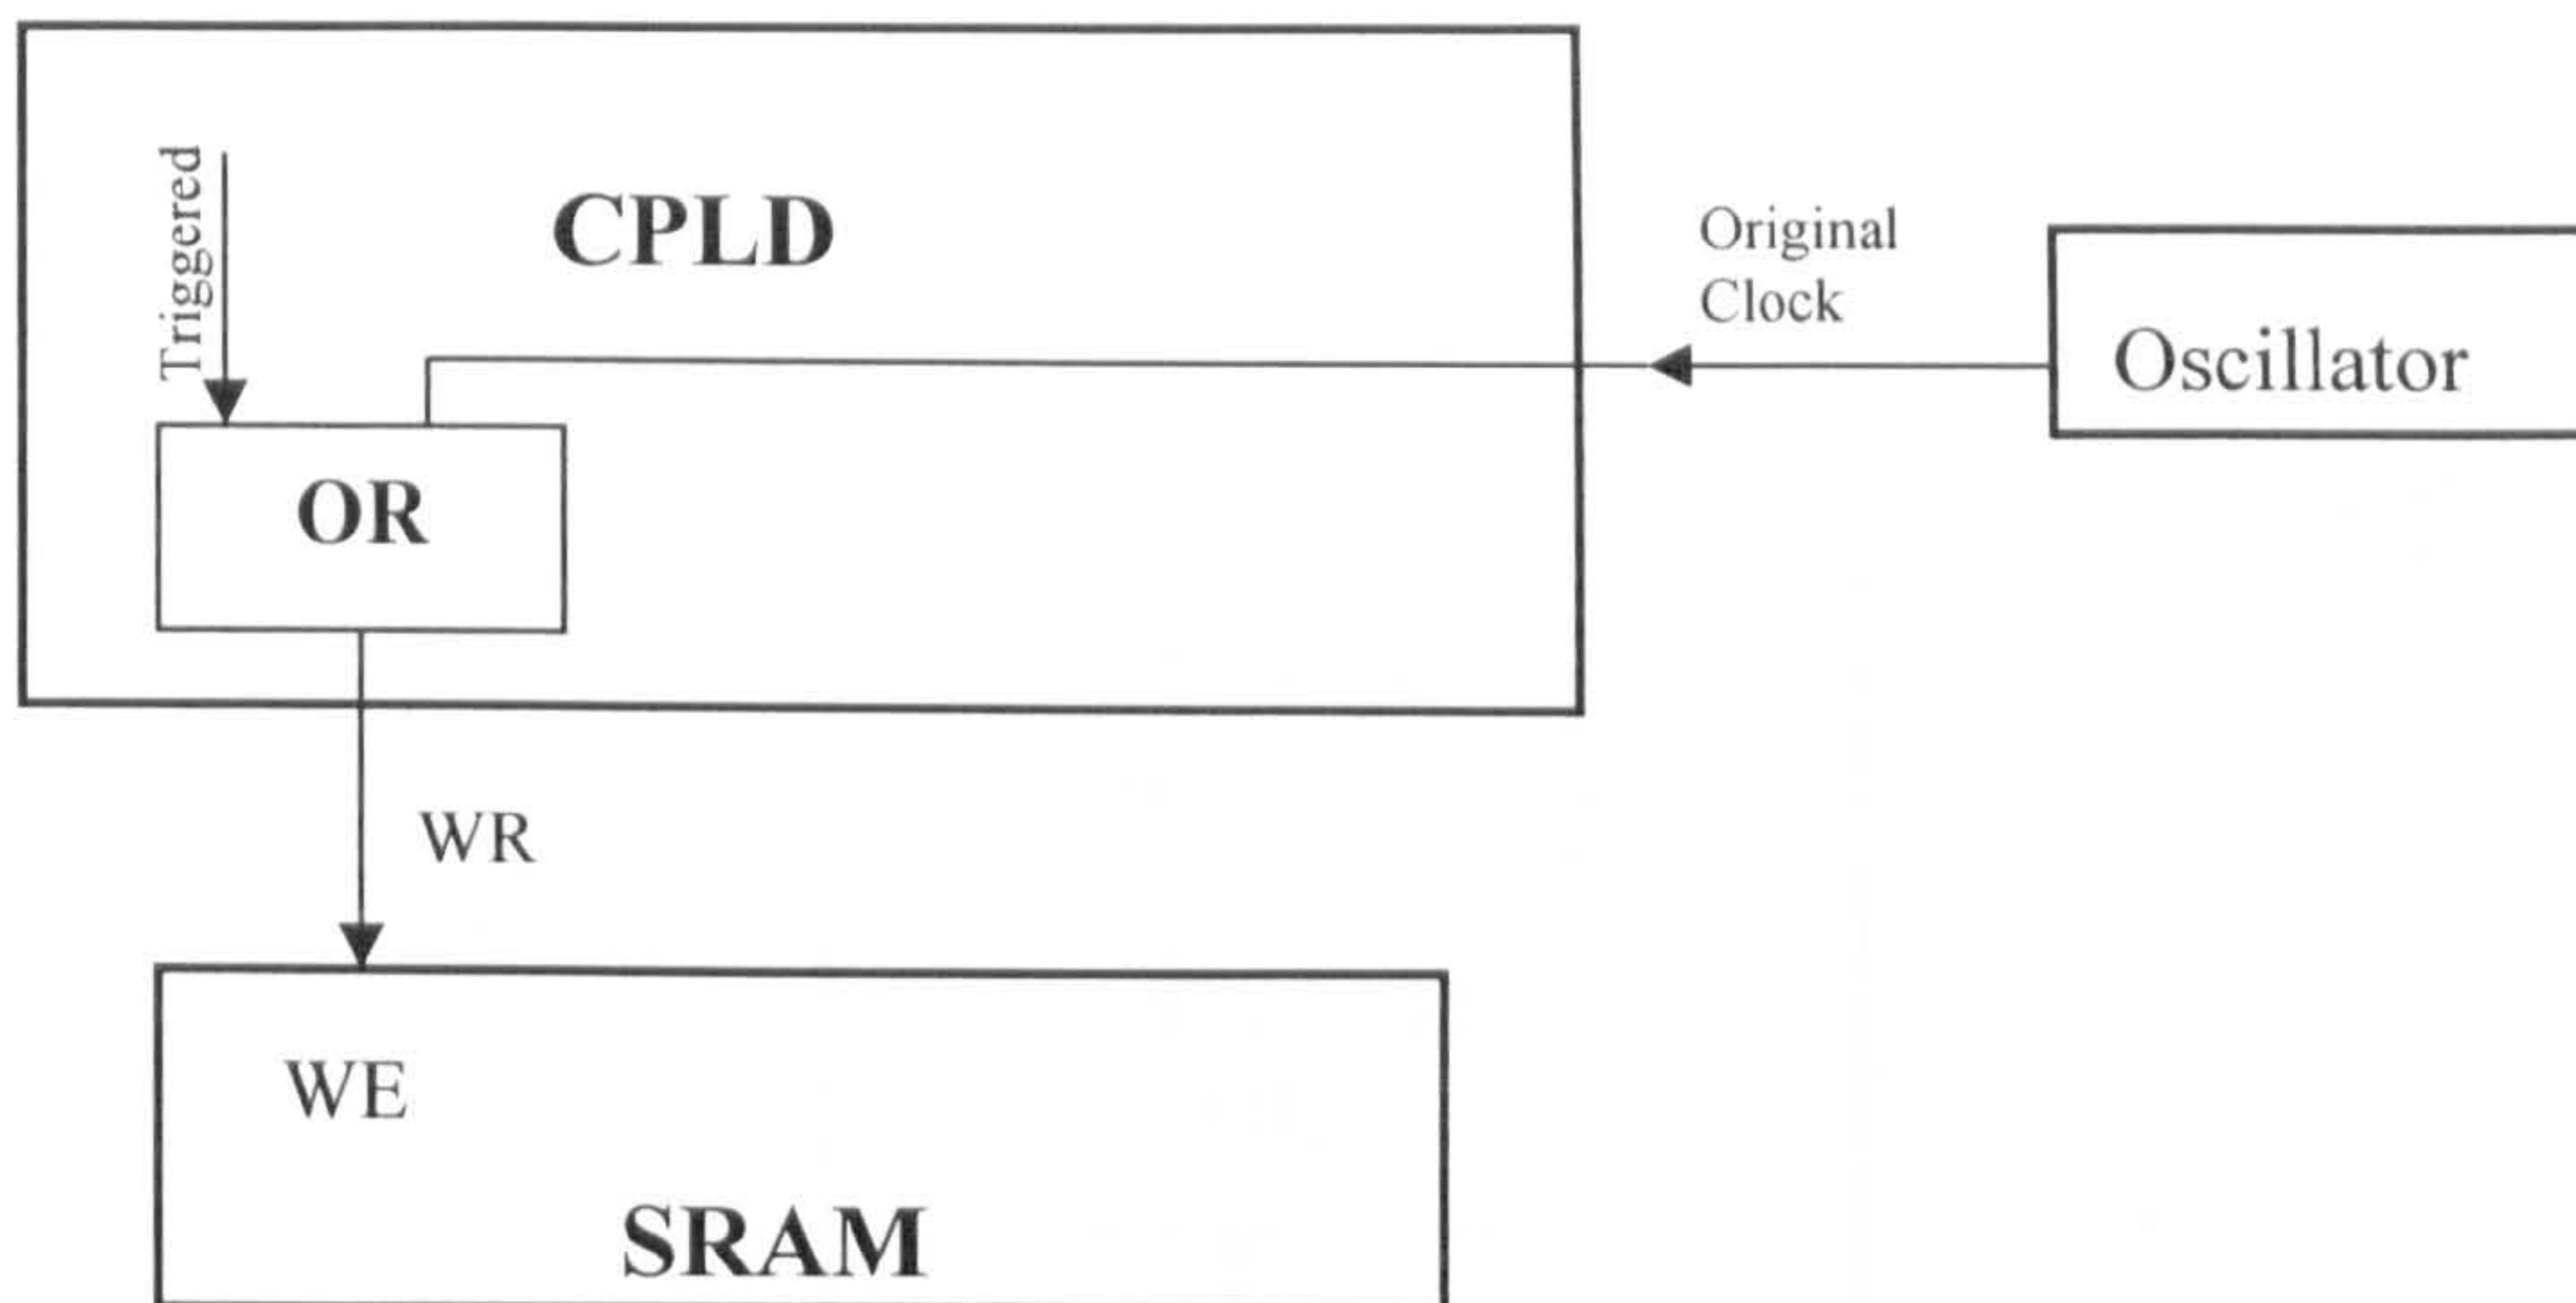 Triggered
CPLD
Original
Clock
Oscillator
OR
WR
WE
SRAM